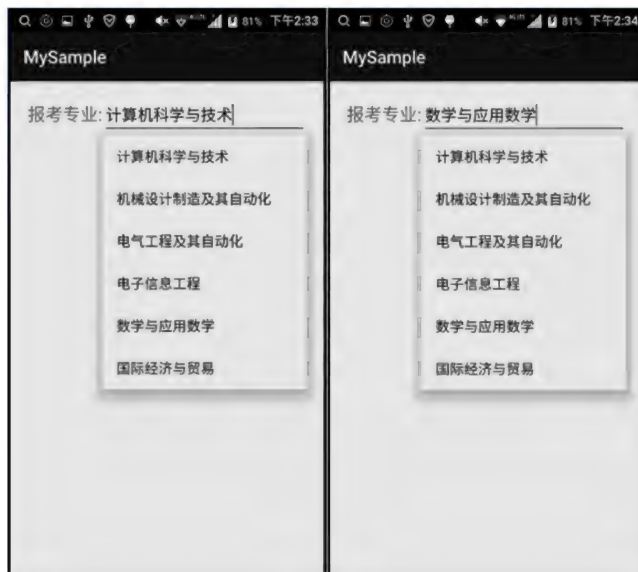 81% 下午2:33
MySample
报考专业: 计算机科学与技术
计算机科学与技术
机械设计制造及其自动化
电气工程及其自动化
电子信息工程
数学与应用数学
国际经济与贸易
81% 下午2:34
MySample
报考专业: 数学与应用数学
计算机科学与技术
机械设计制造及其自动化
电气工程及其自动化
电子信息工程
数学与应用数学
国际经济与贸易